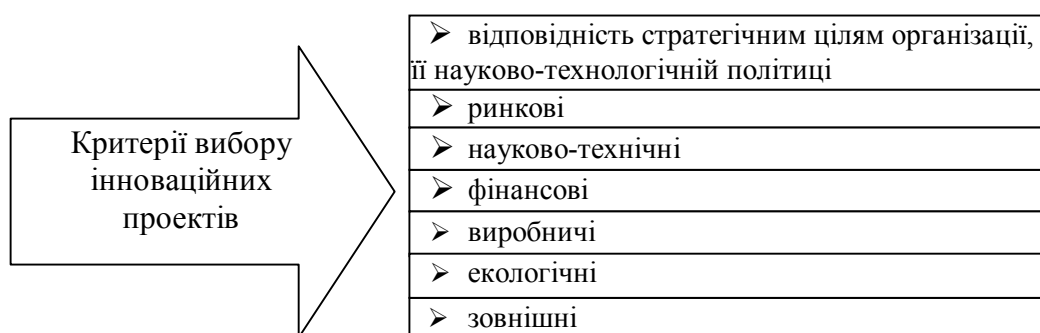 Критерії вибору
інноваційних
проектів
➢ відповідність стратегічним цілям організації,
її науково-технологічній політиці
➢ ринкові
➢ науково-технічні
➢ фінансові
➢ виробничі
➢ екологічні
➢ зовнішні